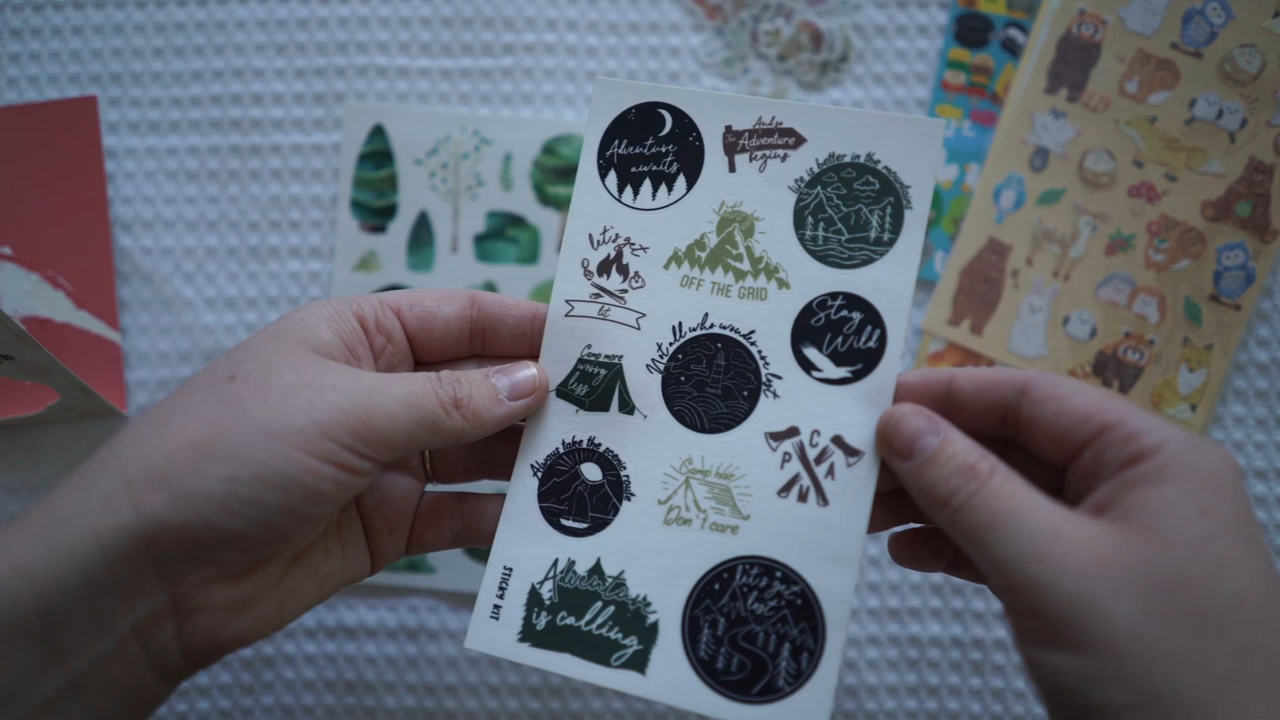 Adventure
awaits
And so
The Adventure
begins
life is better in the mountains
let's get
lit
OFF THE GRID
Stay
Wild
Camp more
worry
less
Not all who wonder are lost
Always take the scenic route
Camp hair
Don't care
C
P A
M
Adventure
is calling
let's get
lost
STICKY KIT